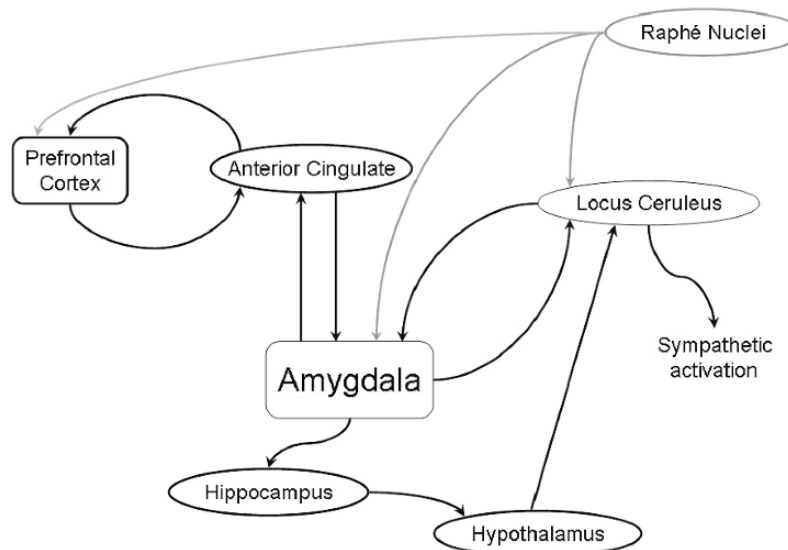 Raphé Nuclei
Prefrontal
Cortex
Anterior Cingulate
Locus Ceruleus
Sympathetic
activation
Amygdala
Hippocampus
Hypothalamus